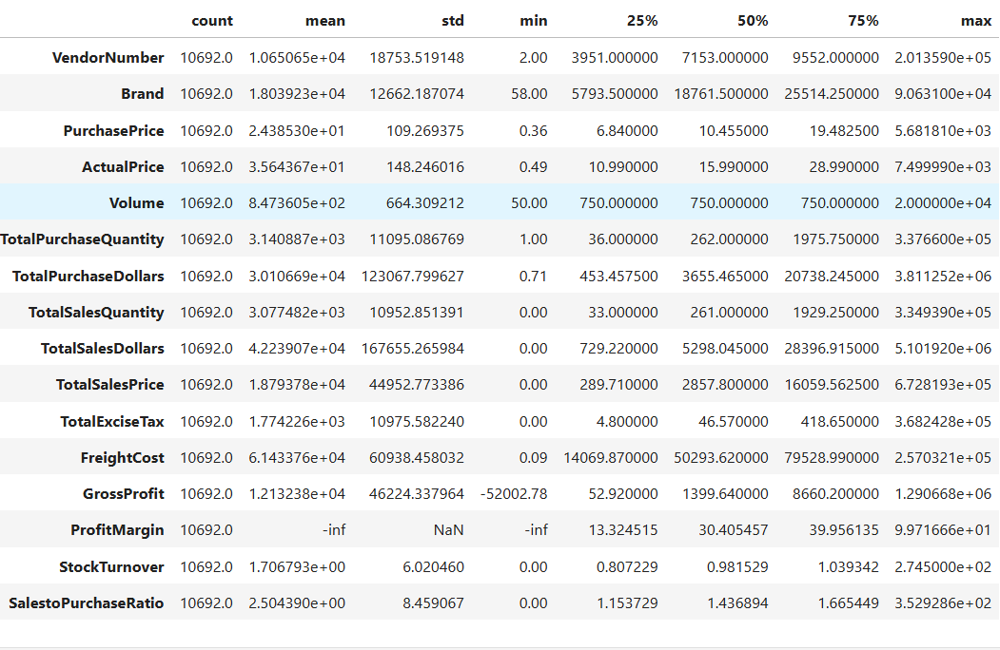 count mean std min 25% 50% 75% max
VendorNumber 10692.0 1.065065e+04 18753.519148 2.00 3951.000000 7153.000000 9552.000000 2.013590e+05
Brand 10692.0 1.803923e+04 12662.187074 58.00 5793.500000 18761.500000 25514.250000 9.063100e+04
PurchasePrice 10692.0 2.438530e+01 109.269375 0.36 6.840000 10.455000 19.482500 5.681810e+03
ActualPrice 10692.0 3.564367e+01 148.246016 0.49 10.990000 15.990000 28.990000 7.499990e+03
Volume 10692.0 8.473605e+02 664.309212 50.00 750.000000 750.000000 750.000000 2.000000e+04
TotalPurchaseQuantity 10692.0 3.140887e+03 11095.086769 1.00 36.000000 262.000000 1975.750000 3.376600e+05
TotalPurchaseDollars 10692.0 3.010669e+04 123067.799627 0.71 453.457500 3655.465000 20738.245000 3.811252e+06
TotalSalesQuantity 10692.0 3.077482e+03 10952.851391 0.00 33.000000 261.000000 1929.250000 3.349390e+05
TotalSalesDollars 10692.0 4.223907e+04 167655.265984 0.00 729.220000 5298.045000 28396.915000 5.101920e+06
TotalSalesPrice 10692.0 1.879378e+04 44952.773386 0.00 289.710000 2857.800000 16059.562500 6.728193e+05
TotalExciseTax 10692.0 1.774226e+03 10975.582240 0.00 4.800000 46.570000 418.650000 3.682428e+05
FreightCost 10692.0 6.143376e+04 60938.458032 0.09 14069.870000 50293.620000 79528.990000 2.570321e+05
GrossProfit 10692.0 1.213238e+04 46224.337964 -52002.78 52.920000 1399.640000 8660.200000 1.290668e+06
ProfitMargin 10692.0 -inf NaN -inf 13.324515 30.405457 39.956135 9.971666e+01
StockTurnover 10692.0 1.706793e+00 6.020460 0.00 0.807229 0.981529 1.039342 2.745000e+02
SalestoPurchaseRatio 10692.0 2.504390e+00 8.459067 0.00 1.153729 1.436894 1.665449 3.529286e+02